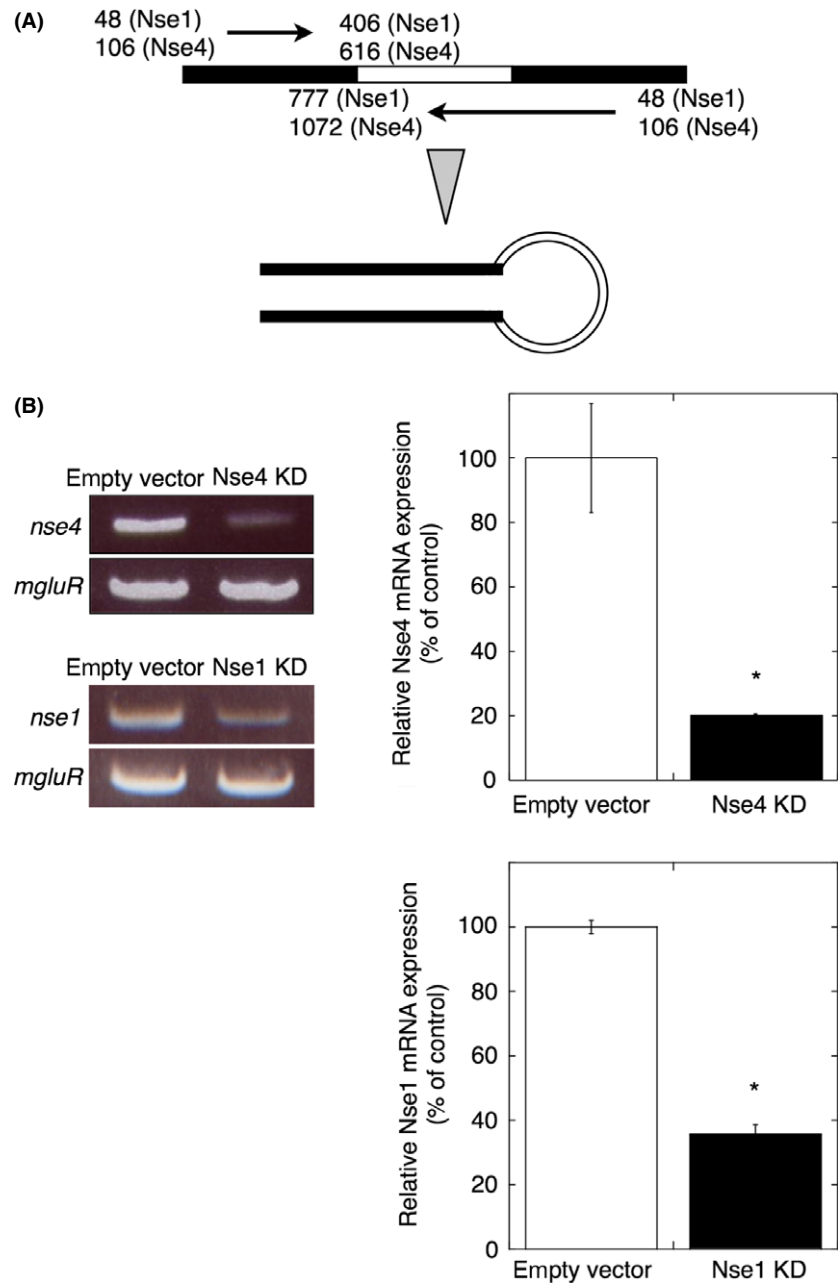 (A)
48 (Nse1)
106 (Nse4)
406 (Nse1)
616 (Nse4)
777 (Nse1)
1072 (Nse4)
48 (Nse1)
106 (Nse4)
(B)
Empty vector Nse4 KD
nse4
mgluR
Empty vector Nse1 KD
nse1
mgluR
Relative Nse4 mRNA expression
(% of control)
100
80
60
40
20
0
*
Empty vector
Nse4 KD
Relative Nse1 mRNA expression
(% of control)
100
80
60
40
20
0
*
Empty vector
Nse1 KD